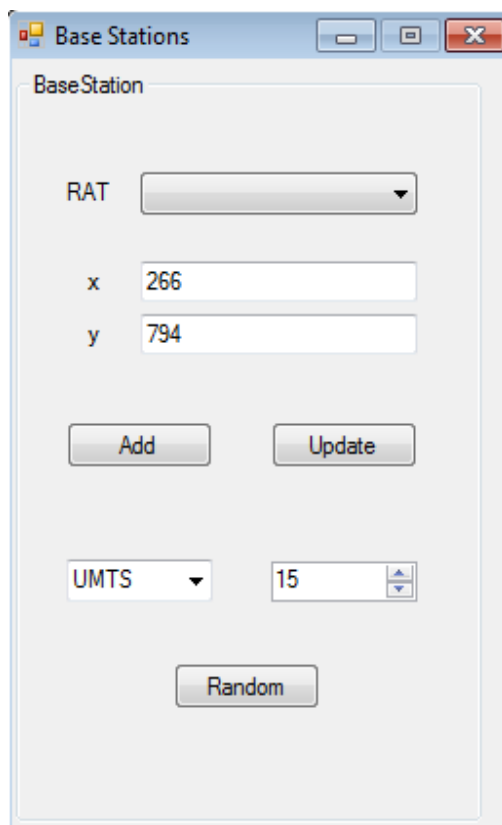 Base Stations
BaseStation
RAT
x 266
y 794
Add Update
UMTS 15
Random